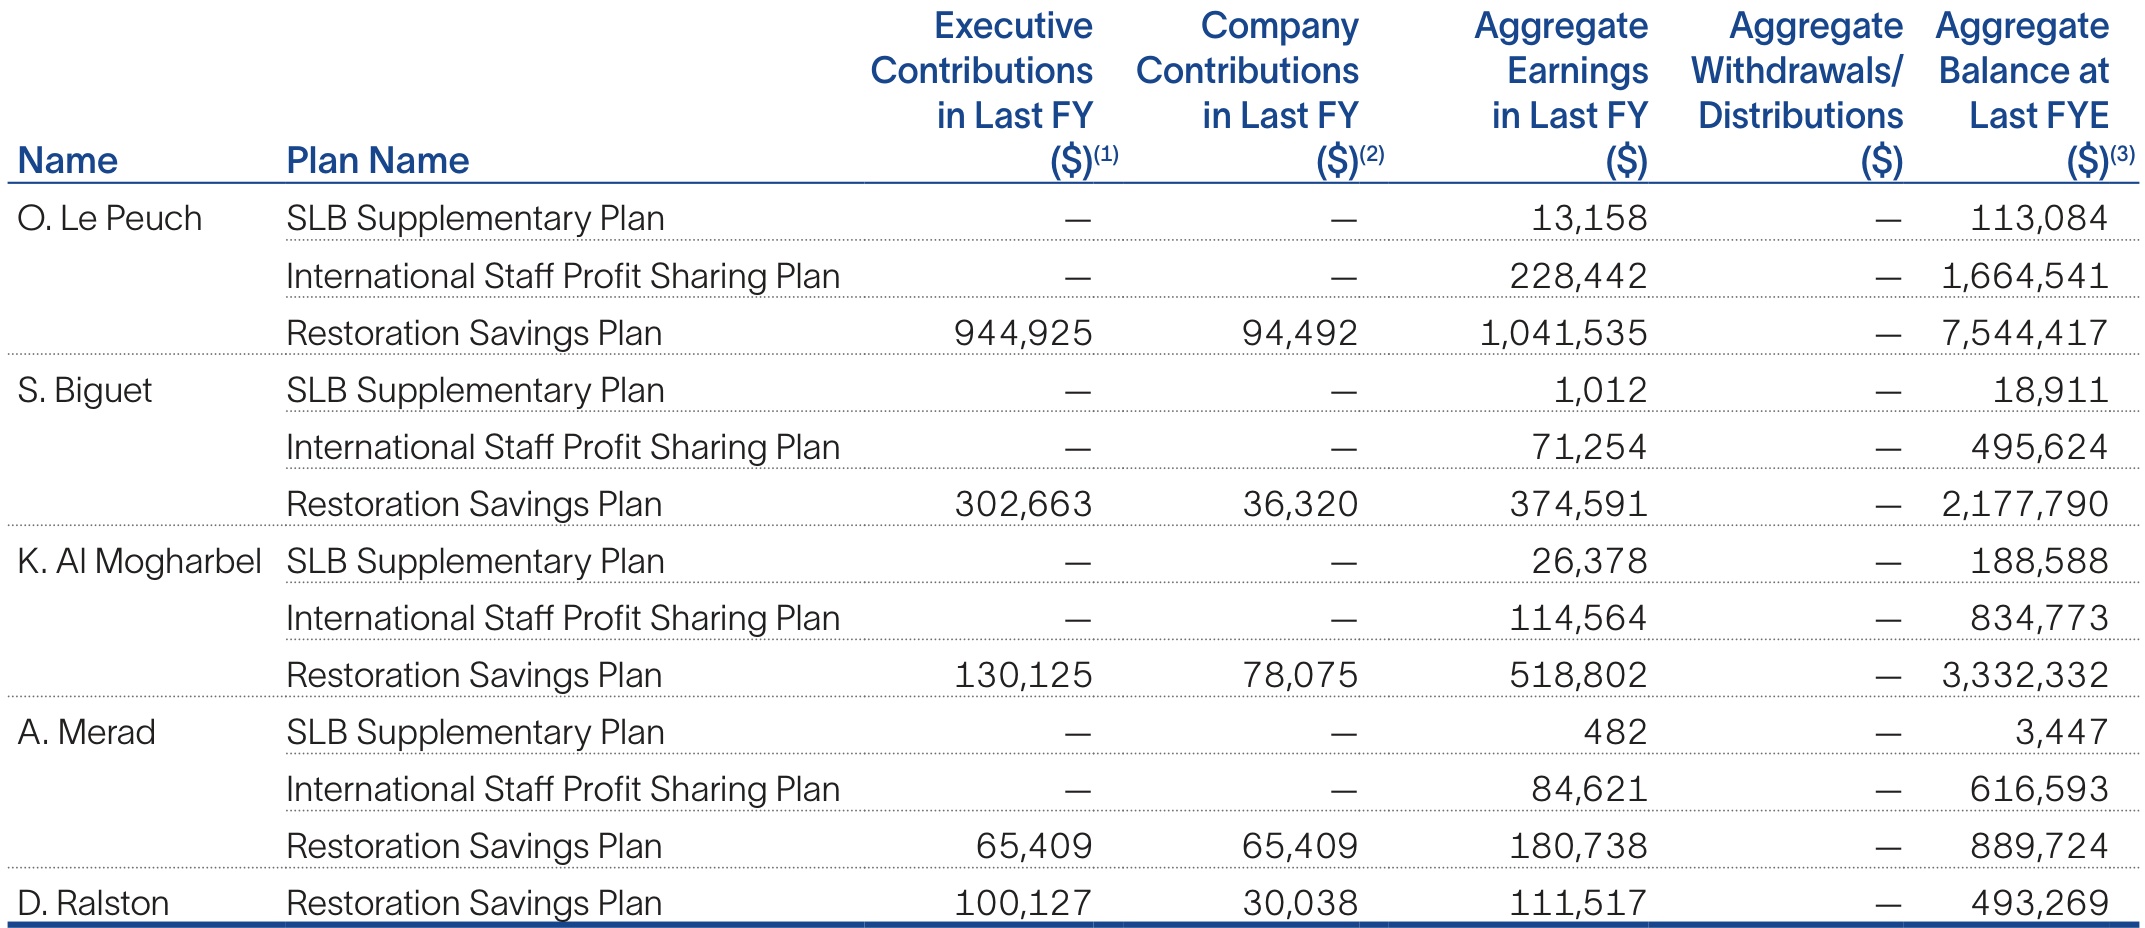 Executive Company Aggregate Aggregate Aggregate
Contributions Contributions Earnings Withdrawals/ Balance at
in Last FY in Last FY in Last FY Distributions Last FYE
Name Plan Name ($)(1) ($)(2) ($) ($) ($)(3)
O. Le Peuch SLB Supplementary Plan — — 13,158 — 113,084
International Staff Profit Sharing Plan — — 228,442 — 1,664,541
Restoration Savings Plan 944,925 94,492 1,041,535 — 7,544,417
S. Biguet SLB Supplementary Plan — — 1,012 — 18,911
International Staff Profit Sharing Plan — — 71,254 — 495,624
Restoration Savings Plan 302,663 36,320 374,591 — 2,177,790
K. Al Mogharbel SLB Supplementary Plan — — 26,378 — 188,588
International Staff Profit Sharing Plan — — 114,564 — 834,773
Restoration Savings Plan 130,125 78,075 518,802 — 3,332,332
A. Merad SLB Supplementary Plan — — 482 — 3,447
International Staff Profit Sharing Plan — — 84,621 — 616,593
Restoration Savings Plan 65,409 65,409 180,738 — 889,724
D. Ralston Restoration Savings Plan 100,127 30,038 111,517 — 493,269